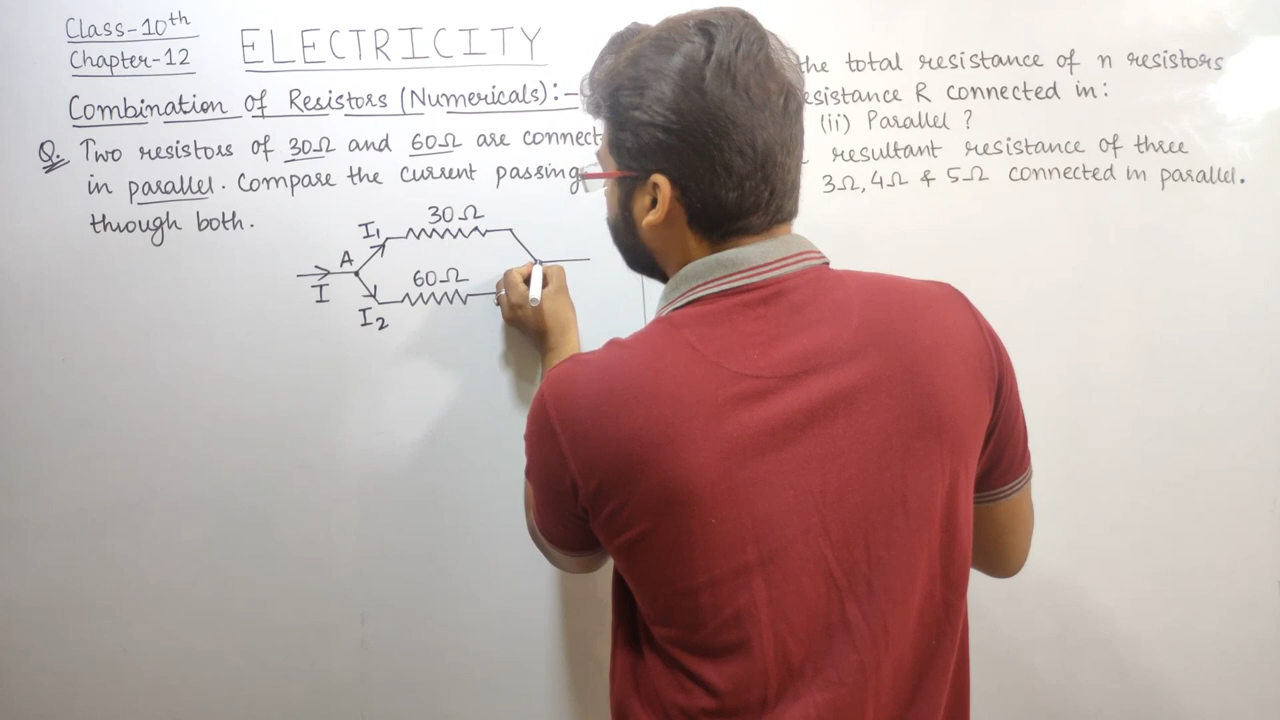 Class-10th
Chapter-12
ELECTRICITY
Combination of Resistors (Numericals):-
Q. Two resistors of 30Ω and 60Ω are connect
in parallel. Compare the current passing
through both.
I
A
I1
30Ω
60Ω
I2
the total resistance of n resistors
esistance R connected in:
(ii) Parallel ?
resultant resistance of three
3Ω, 4Ω & 5Ω connected in parallel.